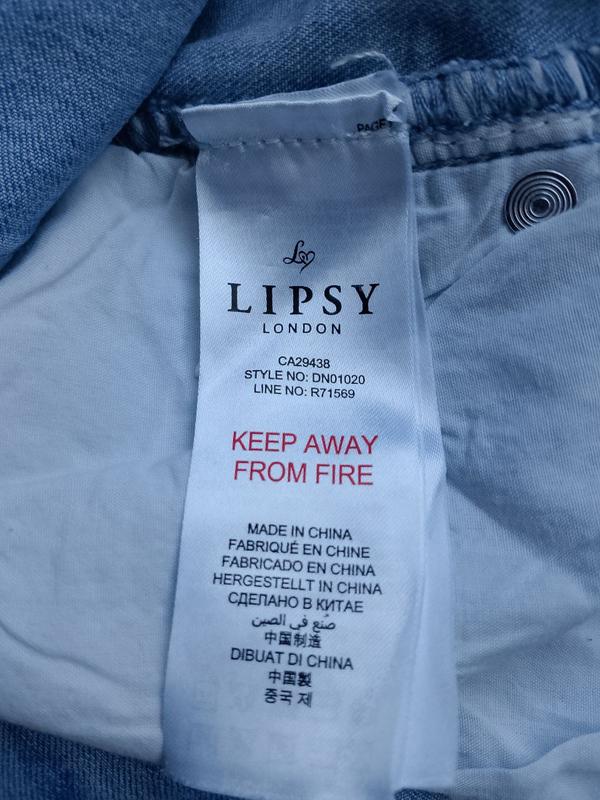 PAGE
LIPSY
LONDON
CA29438
STYLE NO: DN01020
LINE NO: R71569
KEEP AWAY
FROM FIRE
MADE IN CHINA
FABRIQUÉ EN CHINE
FABRICADO EN CHINA
HERGESTELLT IN CHINA
СДЕЛАНО В КИТАЕ
صُنع في الصين
中国制造
DIBUAT DI CHINA
中国製
중국 제